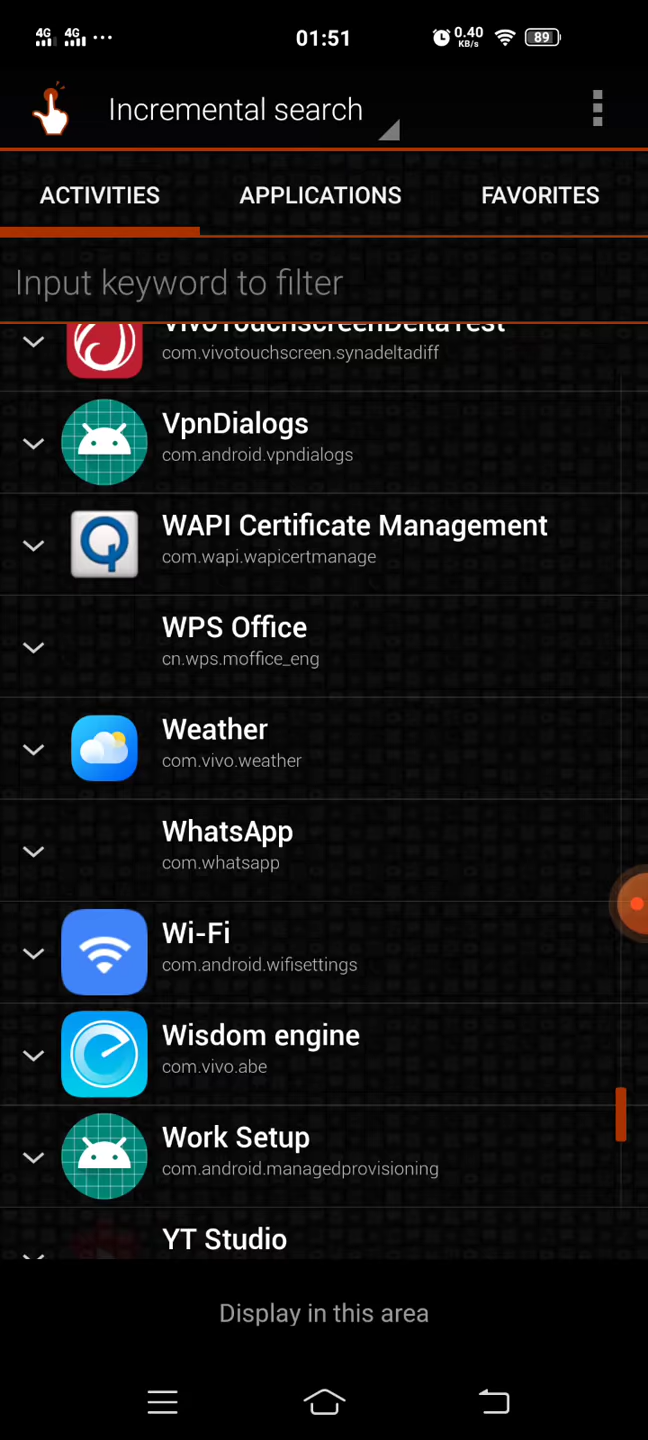 4G 4G ... 01:51 0.40 KB/s 89
Incremental search
ACTIVITIES APPLICATIONS FAVORITES
Input keyword to filter
VivoTouchscreenDeltaTest
com.vivotouchscreen.synadeltadiff
VpnDialogs
com.android.vpndialogs
WAPI Certificate Management
com.wapi.wapicertmanage
WPS Office
cn.wps.moffice_eng
Weather
com.vivo.weather
WhatsApp
com.whatsapp
Wi-Fi
com.android.wifisettings
Wisdom engine
com.vivo.abe
Work Setup
com.android.managedprovisioning
YT Studio
Display in this area